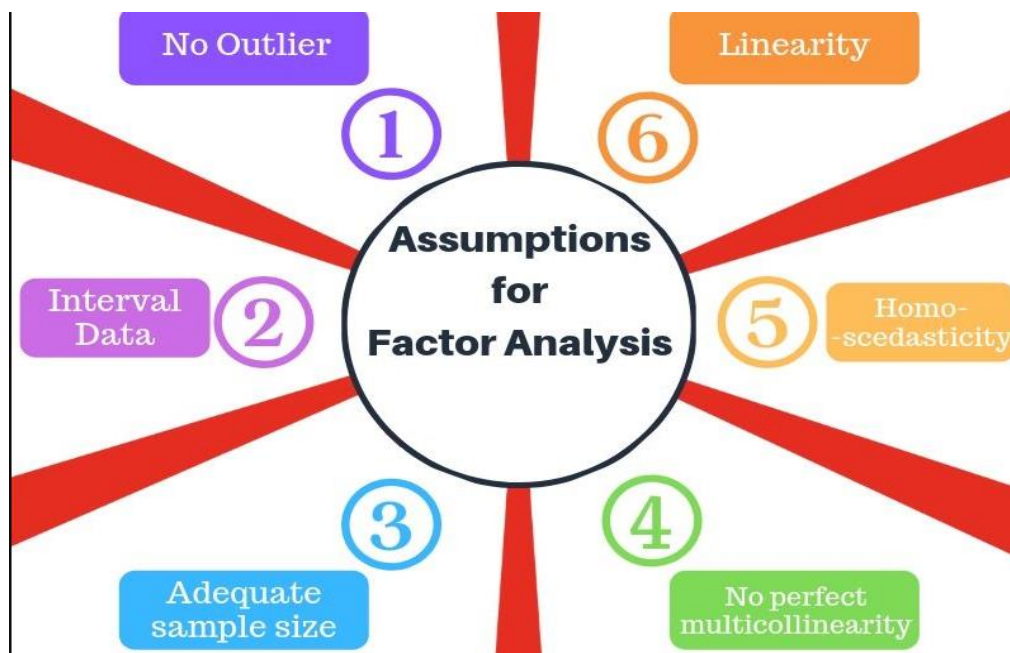 Assumptions
for
Factor Analysis
1
No Outlier
2
Interval
Data
3
Adequate
sample size
4
No perfect
multicollinearity
5
Homo-
-scedasticity
6
Linearity